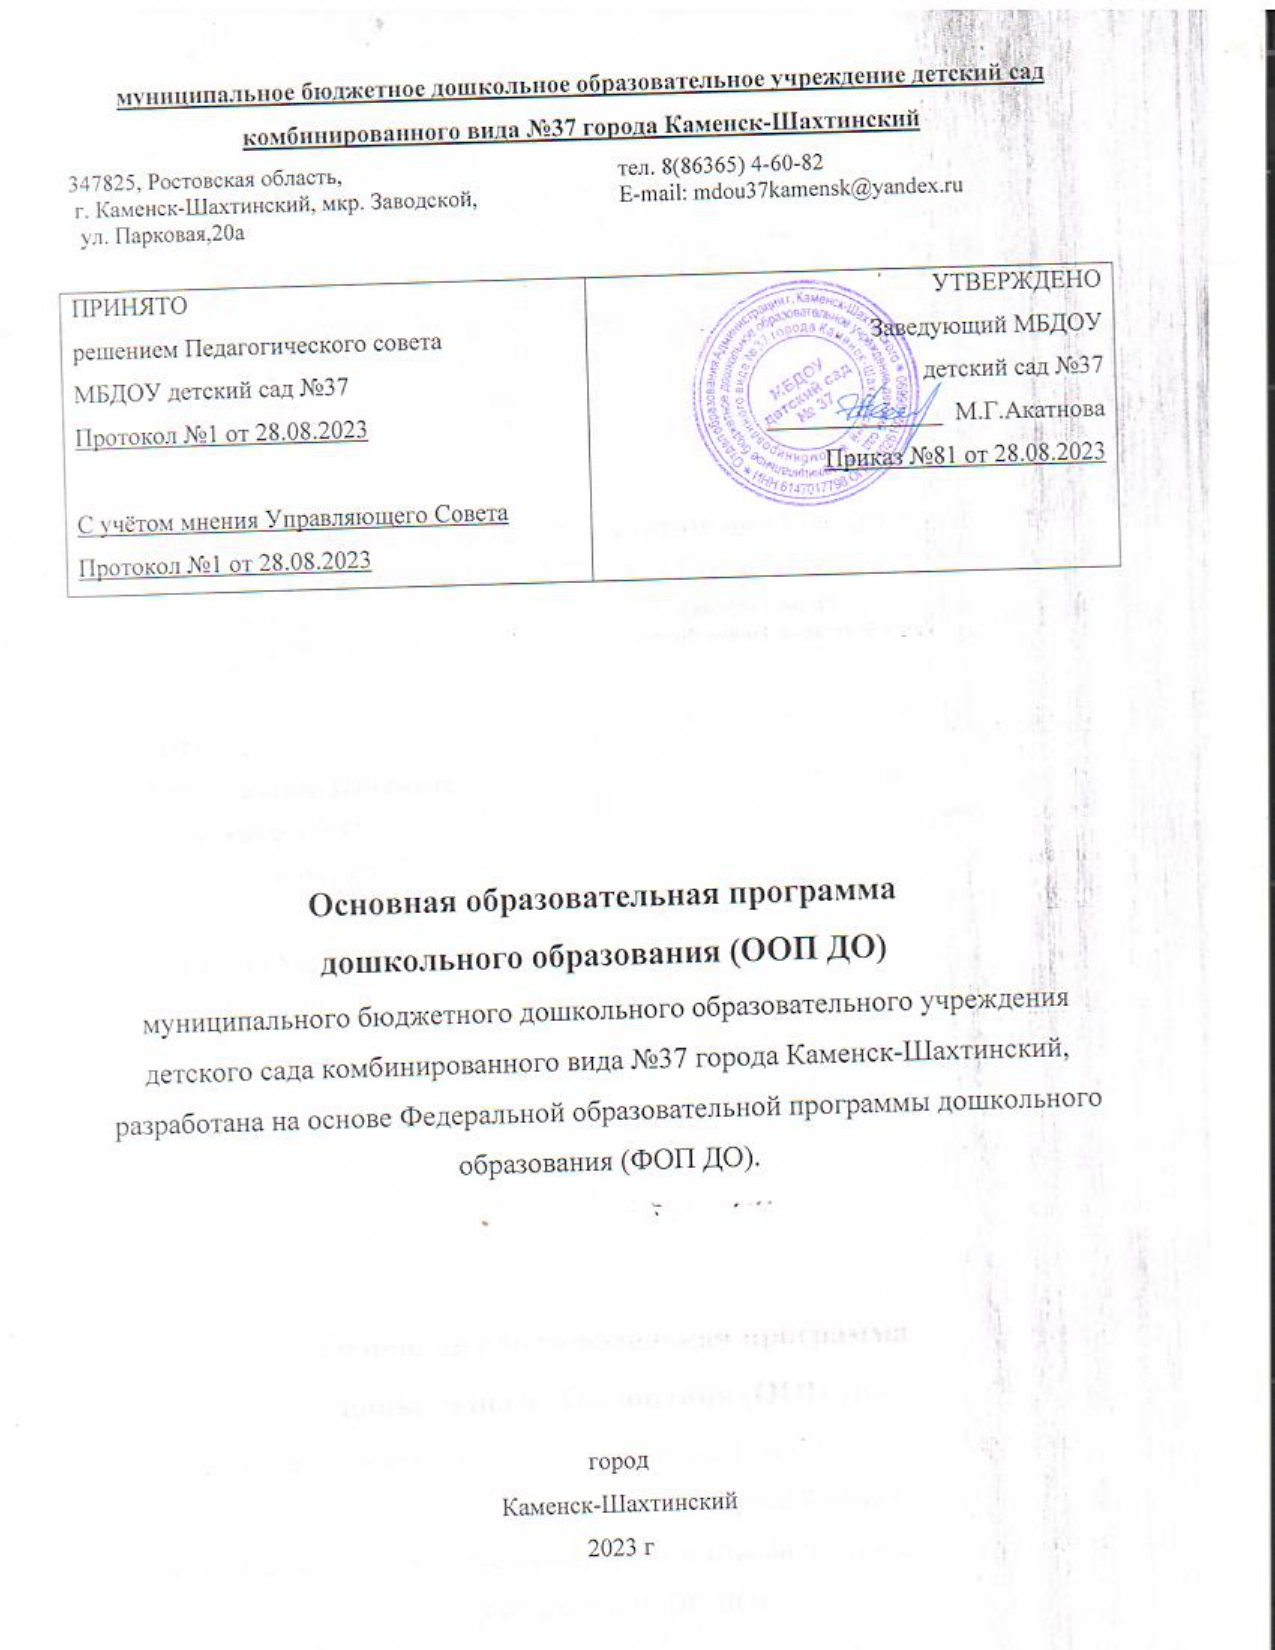 муниципальное бюджетное дошкольное образовательное учреждение детский сад
комбинированного вида №37 города Каменск-Шахтинский
347825, Ростовская область,
г. Каменск-Шахтинский, мкр. Заводской,
ул. Парковая,20а
тел. 8(86365) 4-60-82
E-mail: mdou37kamensk@yandex.ru
ПРИНЯТО
решением Педагогического совета
МБДОУ детский сад №37
Протокол №1 от 28.08.2023
С учётом мнения Управляющего Совета
Протокол №1 от 28.08.2023
УТВЕРЖДЕНО
Заведующий МБДОУ
детский сад №37
М.Г.Акатнова
Приказ №81 от 28.08.2023
МБДОУ
детский сад
№ 37
Основная образовательная программа
дошкольного образования (ООП ДО)
муниципального бюджетного дошкольного образовательного учреждения
детского сада комбинированного вида №37 города Каменск-Шахтинский,
разработана на основе Федеральной образовательной программы дошкольного
образования (ФОП ДО).
город
Каменск-Шахтинский
2023 г